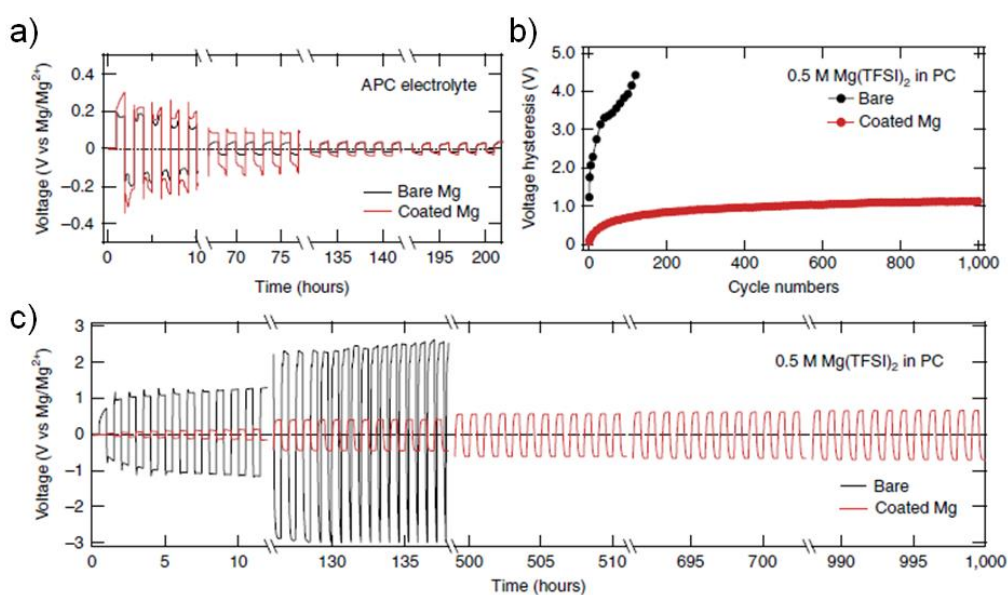 a)
APC electrolyte
0.4
0.2
0
−0.2
−0.4
Voltage (V vs Mg/Mg2+)
Bare Mg
Coated Mg
0 10 70 75 135 140 195 200
Time (hours)
b)
5.0
4.0
3.0
2.0
1.0
0
Voltage hysteresis (V)
0.5 M Mg(TFSI)2 in PC
Bare
Coated Mg
0 200 400 600 800 1,000
Cycle numbers
c)
3
2
1
0
−1
−2
−3
Voltage (V vs Mg/Mg2+)
0.5 M Mg(TFSI)2 in PC
Bare
Coated Mg
0 5 10 130 135 500 505 510 695 700 990 995 1,000
Time (hours)